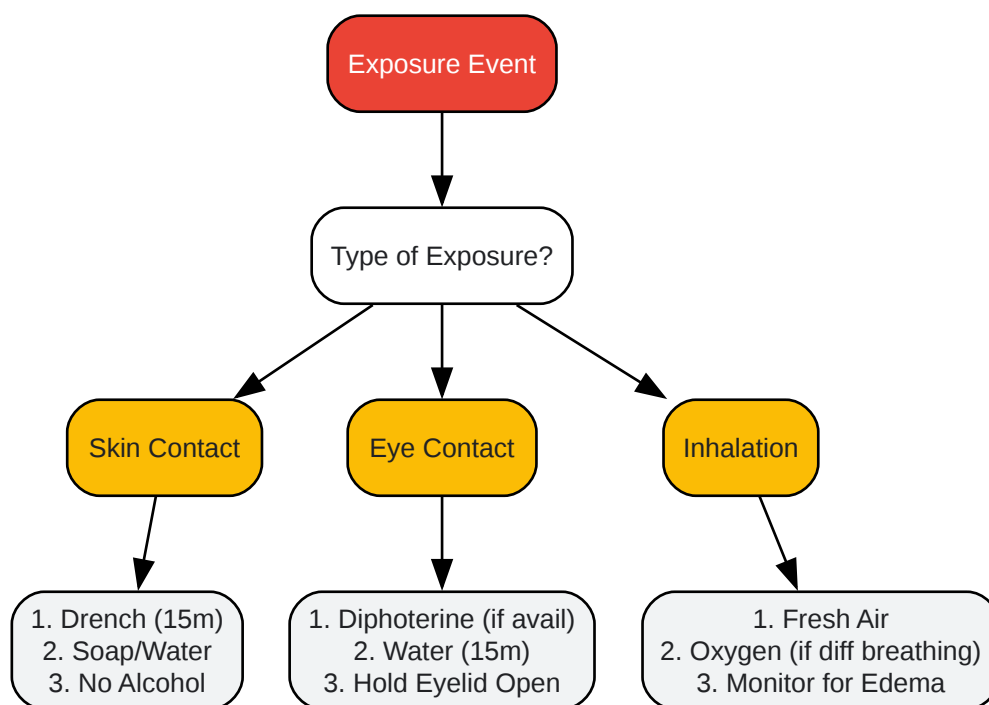 Exposure Event
Type of Exposure?
Skin Contact
Eye Contact
Inhalation
1. Drench (15m)
2. Soap/Water
3. No Alcohol
1. Diphoterine (if avail)
2. Water (15m)
3. Hold Eyelid Open
1. Fresh Air
2. Oxygen (if diff breathing)
3. Monitor for Edema